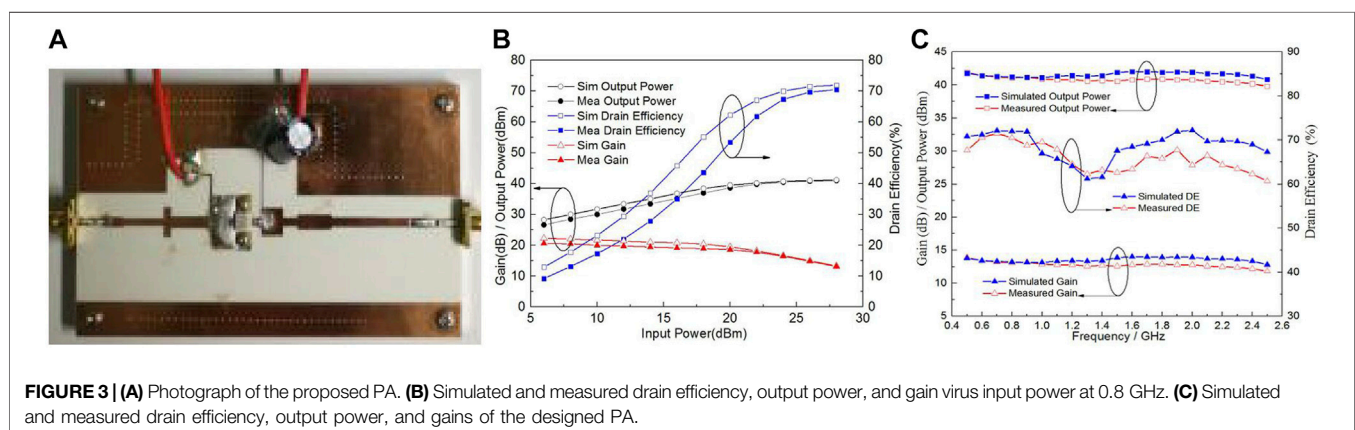 A
B
80
70
60
50
40
30
20
10
0
Gain(dB) / Output Power(dBm)
Sim Output Power
Mea Output Power
Sim Drain Efficiency
Mea Drain Efficiency
Sim Gain
Mea Gain
80
70
60
50
40
30
20
10
0
Drain Efficiency(%)
5 10 15 20 25 30
Input Power(dBm)
C
45
40
35
30
25
20
15
10
5
Gain (dB) / Output Power (dBm)
Simulated Output Power
Measured Output Power
Simulated DE
Measured DE
Simulated Gain
Measured Gain
90
80
70
60
50
40
30
Drain Efficiency (%)
0.4 0.6 0.8 1.0 1.2 1.4 1.6 1.8 2.0 2.2 2.4 2.6
Frequency / GHz
FIGURE 3 | (A) Photograph of the proposed PA. (B) Simulated and measured drain efficiency, output power, and gain virus input power at 0.8 GHz. (C) Simulated
and measured drain efficiency, output power, and gains of the designed PA.